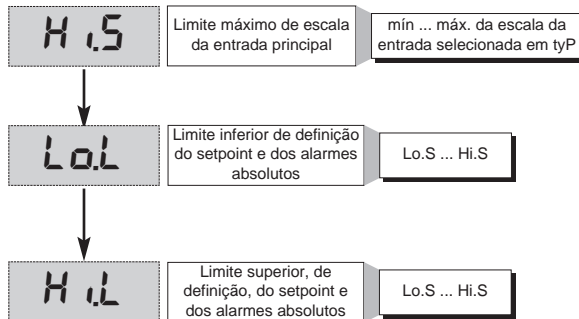 Hi.S
Limite máximo de escala
da entrada principal
mín ... máx. da escala da
entrada selecionada em tyP
Lo.L
Limite inferior de definição
do setpoint e dos alarmes
absolutos
Lo.S ... Hi.S
Hi.L
Limite superior, de
definição, do setpoint e
dos alarmes absolutos
Lo.S ... Hi.S